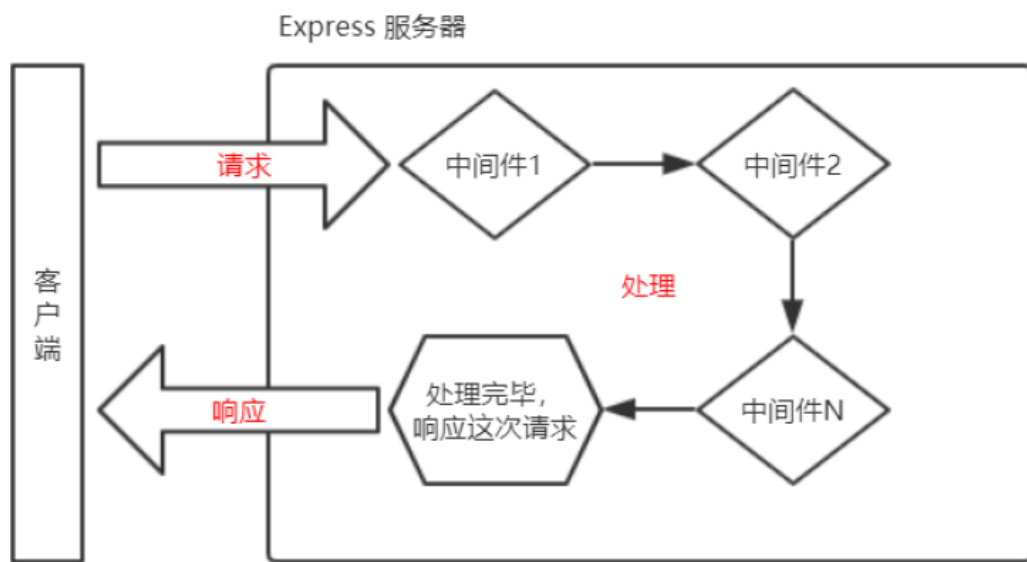 Express 服务器
请求
中间件1
中间件2
客
户
端
处理
处理完毕，
响应这次请求
响应
中间件N